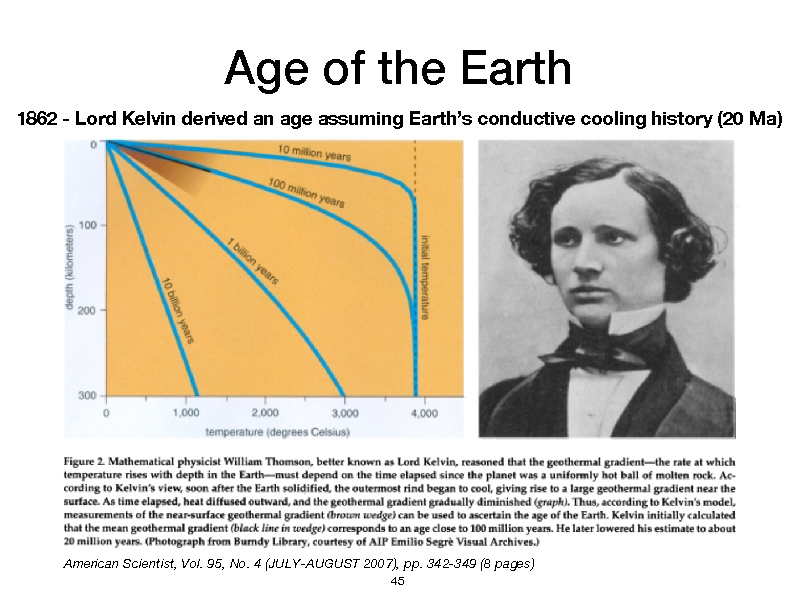 Age of the Earth
1862 - Lord Kelvin derived an age assuming Earth's conductive cooling history (20 Ma)
0
100
200
300
depth (kilometers)
10 million years
100 million years
1 billion years
10 billion years
initial temperature
0 1,000 2,000 3,000 4,000
temperature (degrees Celsius)
Figure 2. Mathematical physicist William Thomson, better known as Lord Kelvin, reasoned that the geothermal gradient—the rate at which
temperature rises with depth in the Earth—must depend on the time elapsed since the planet was a uniformly hot ball of molten rock. Ac-
cording to Kelvin's view, soon after the Earth solidified, the outermost rind began to cool, giving rise to a large geothermal gradient near the
surface. As time elapsed, heat diffused outward, and the geothermal gradient gradually diminished (graph). Thus, according to Kelvin's model,
measurements of the near-surface geothermal gradient (brown wedge) can be used to ascertain the age of the Earth. Kelvin initially calculated
that the mean geothermal gradient (black line in wedge) corresponds to an age close to 100 million years. He later lowered his estimate to about
20 million years. (Photograph from Burndy Library, courtesy of AIP Emilio Segrè Visual Archives.)
American Scientist, Vol. 95, No. 4 (JULY-AUGUST 2007), pp. 342-349 (8 pages)
45